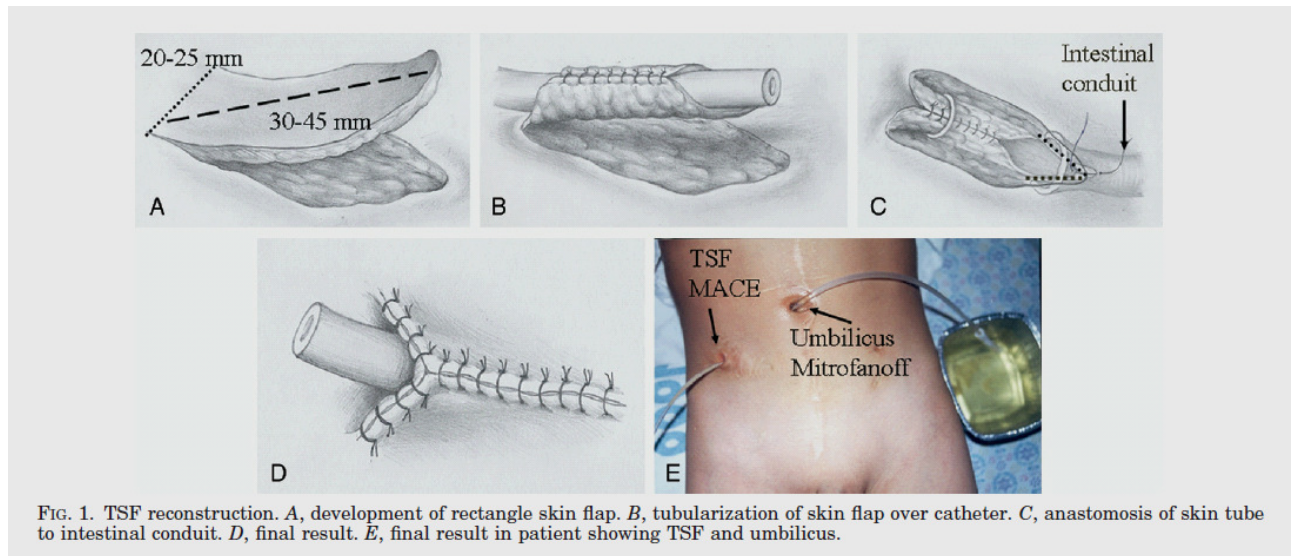 20-25 mm
30-45 mm
A
B
Intestinal
conduit
C
D
TSF
MACE
Umbilicus
Mitrofanoff
E
FIG. 1. TSF reconstruction. A, development of rectangle skin flap. B, tubularization of skin flap over catheter. C, anastomosis of skin tube
to intestinal conduit. D, final result. E, final result in patient showing TSF and umbilicus.